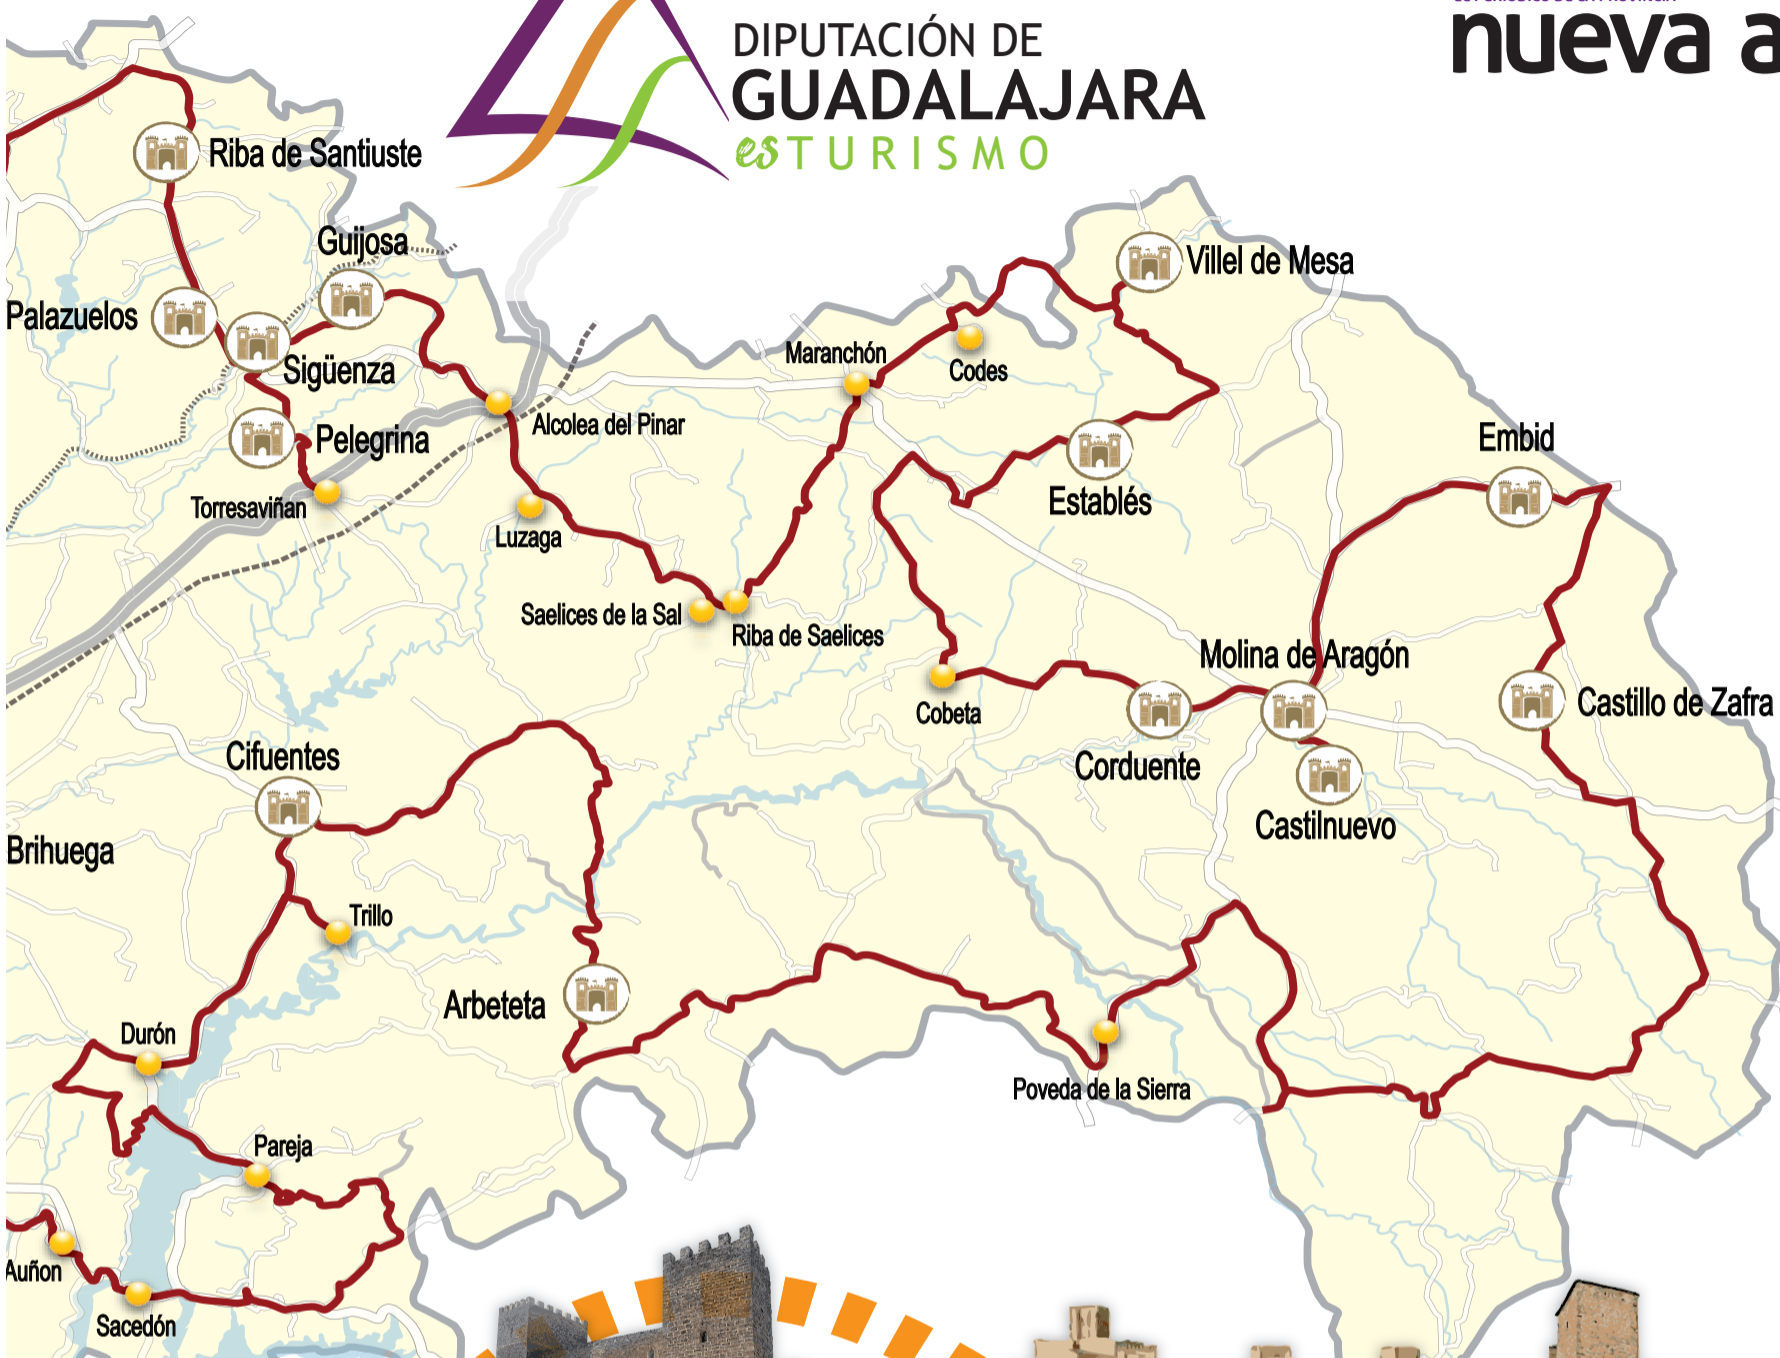 DIPUTACIÓN DE
GUADALAJARA
esTURISMO
nueva a
Riba de Santiuste
Guijosa
Villel de Mesa
Palazuelos
Sigüenza
Maranchón
Codes
Alcolea del Pinar
Pelegrina
Embid
Establés
Torresaviñan
Luzaga
Saelices de la Sal
Riba de Saelices
Molina de Aragón
Castillo de Zafra
Cobeta
Cifuentes
Corduente
Castilnuevo
Brihuega
Trillo
Arbeteta
Durón
Poveda de la Sierra
Pareja
Auñon
Sacedón